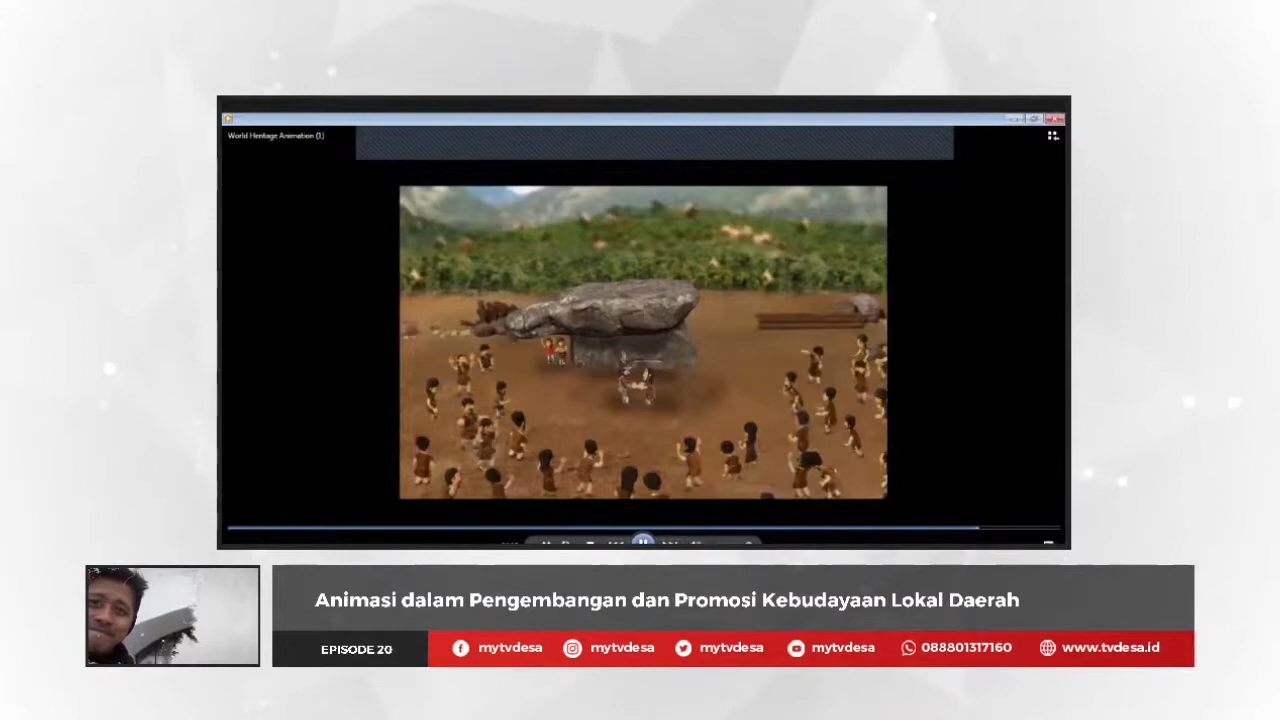 World Heritage Animation (1)
Animasi dalam Pengembangan dan Promosi Kebudayaan Lokal Daerah
EPISODE 20
mytvdesa mytvdesa mytvdesa mytvdesa 088801317160 www.tvdesa.id